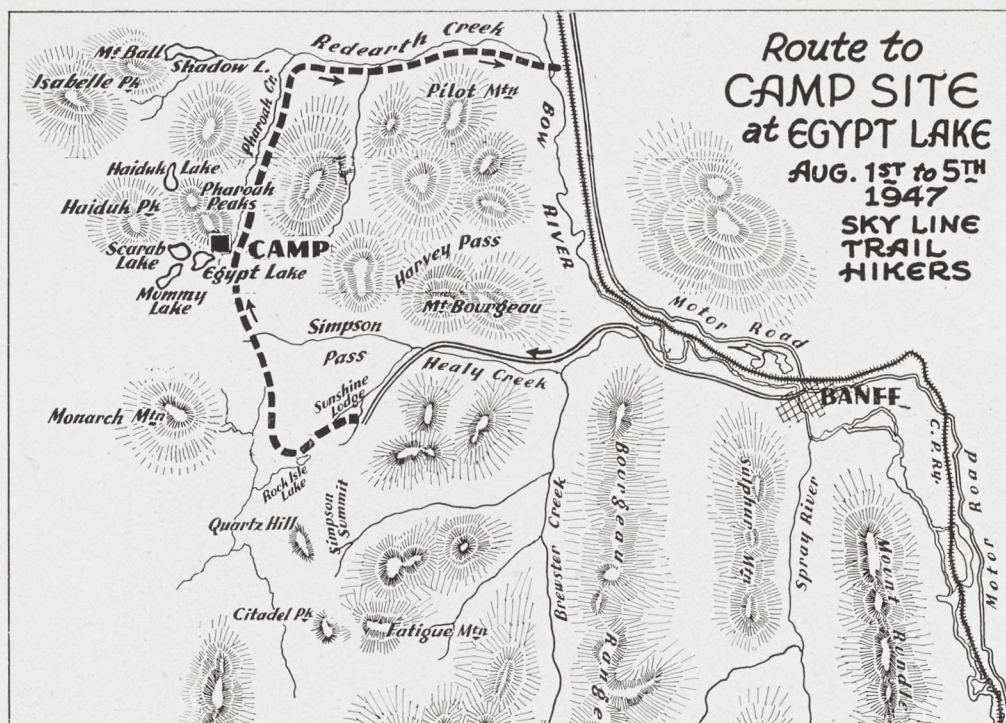 Route to
CAMP SITE
at EGYPT LAKE
AUG. 1ST to 5TH
1947
SKY LINE
TRAIL
HIKERS
Mt Ball
Shadow L.
Isabelle Pk
Redearth Creek
Pharoah Cr.
Pilot Mtn
BOW
RIVER
Haiduk Lake
Pharoah
Peaks
Haiduk Pk
CAMP
Scarab
Lake
Egypt Lake
Mummy
Lake
Harvey Pass
Mt. Bourgeau
Simpson
Pass
Motor Road
Healy Creek
BANFF
Sunshine
Lodge
Monarch Mtn
Rock Isle
Lake
Simpson
Summit
Quartz Hill
Citadel Pk
Fatigue Mtn
Brewster Creek
Bourgeau
Range
Sulphur Mtn
Spray River
Mount Rundle
C. P. Ry.
Motor Road